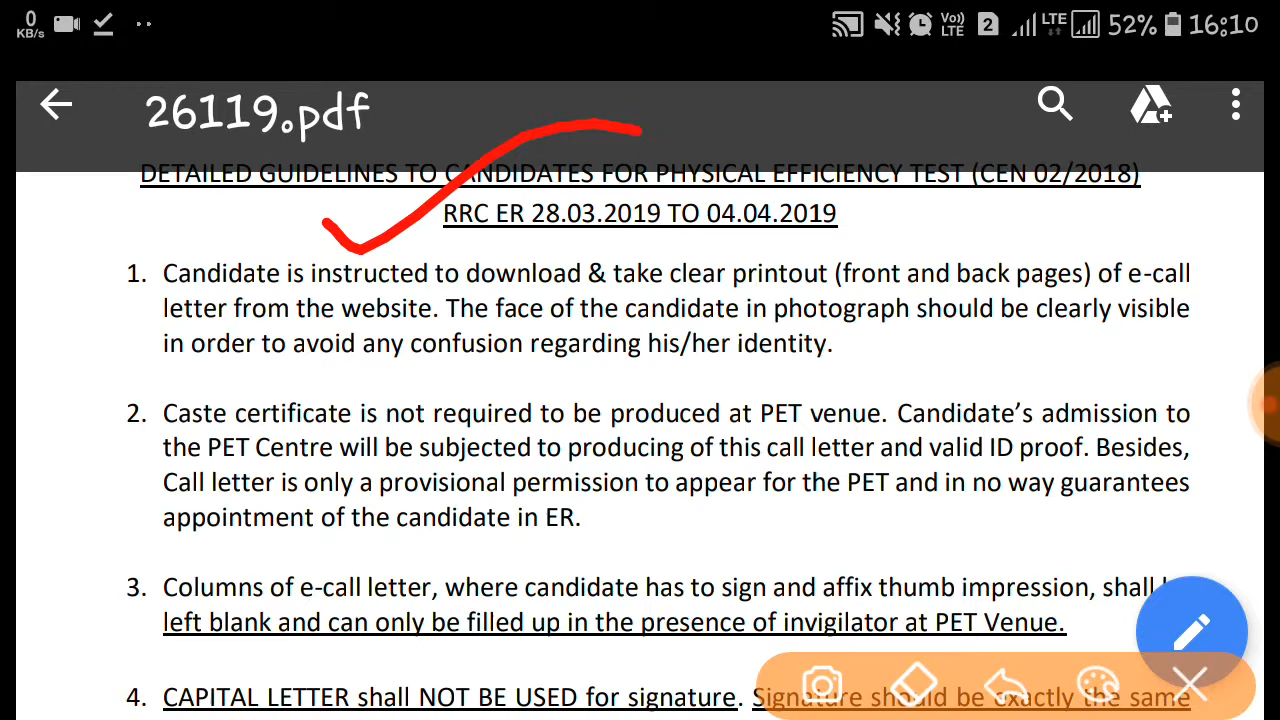 0
KB/s
Vo)) LTE 2 LTE 52% 16:10
26119.pdf
DETAILED GUIDELINES TO CANDIDATES FOR PHYSICAL EFFICIENCY TEST (CEN 02/2018)
RRC ER 28.03.2019 TO 04.04.2019
1. Candidate is instructed to download & take clear printout (front and back pages) of e-call
letter from the website. The face of the candidate in photograph should be clearly visible
in order to avoid any confusion regarding his/her identity.
2. Caste certificate is not required to be produced at PET venue. Candidate’s admission to
the PET Centre will be subjected to producing of this call letter and valid ID proof. Besides,
Call letter is only a provisional permission to appear for the PET and in no way guarantees
appointment of the candidate in ER.
3. Columns of e-call letter, where candidate has to sign and affix thumb impression, shall
left blank and can only be filled up in the presence of invigilator at PET Venue.
4. CAPITAL LETTER shall NOT BE USED for signature. Signature should be exactly the same